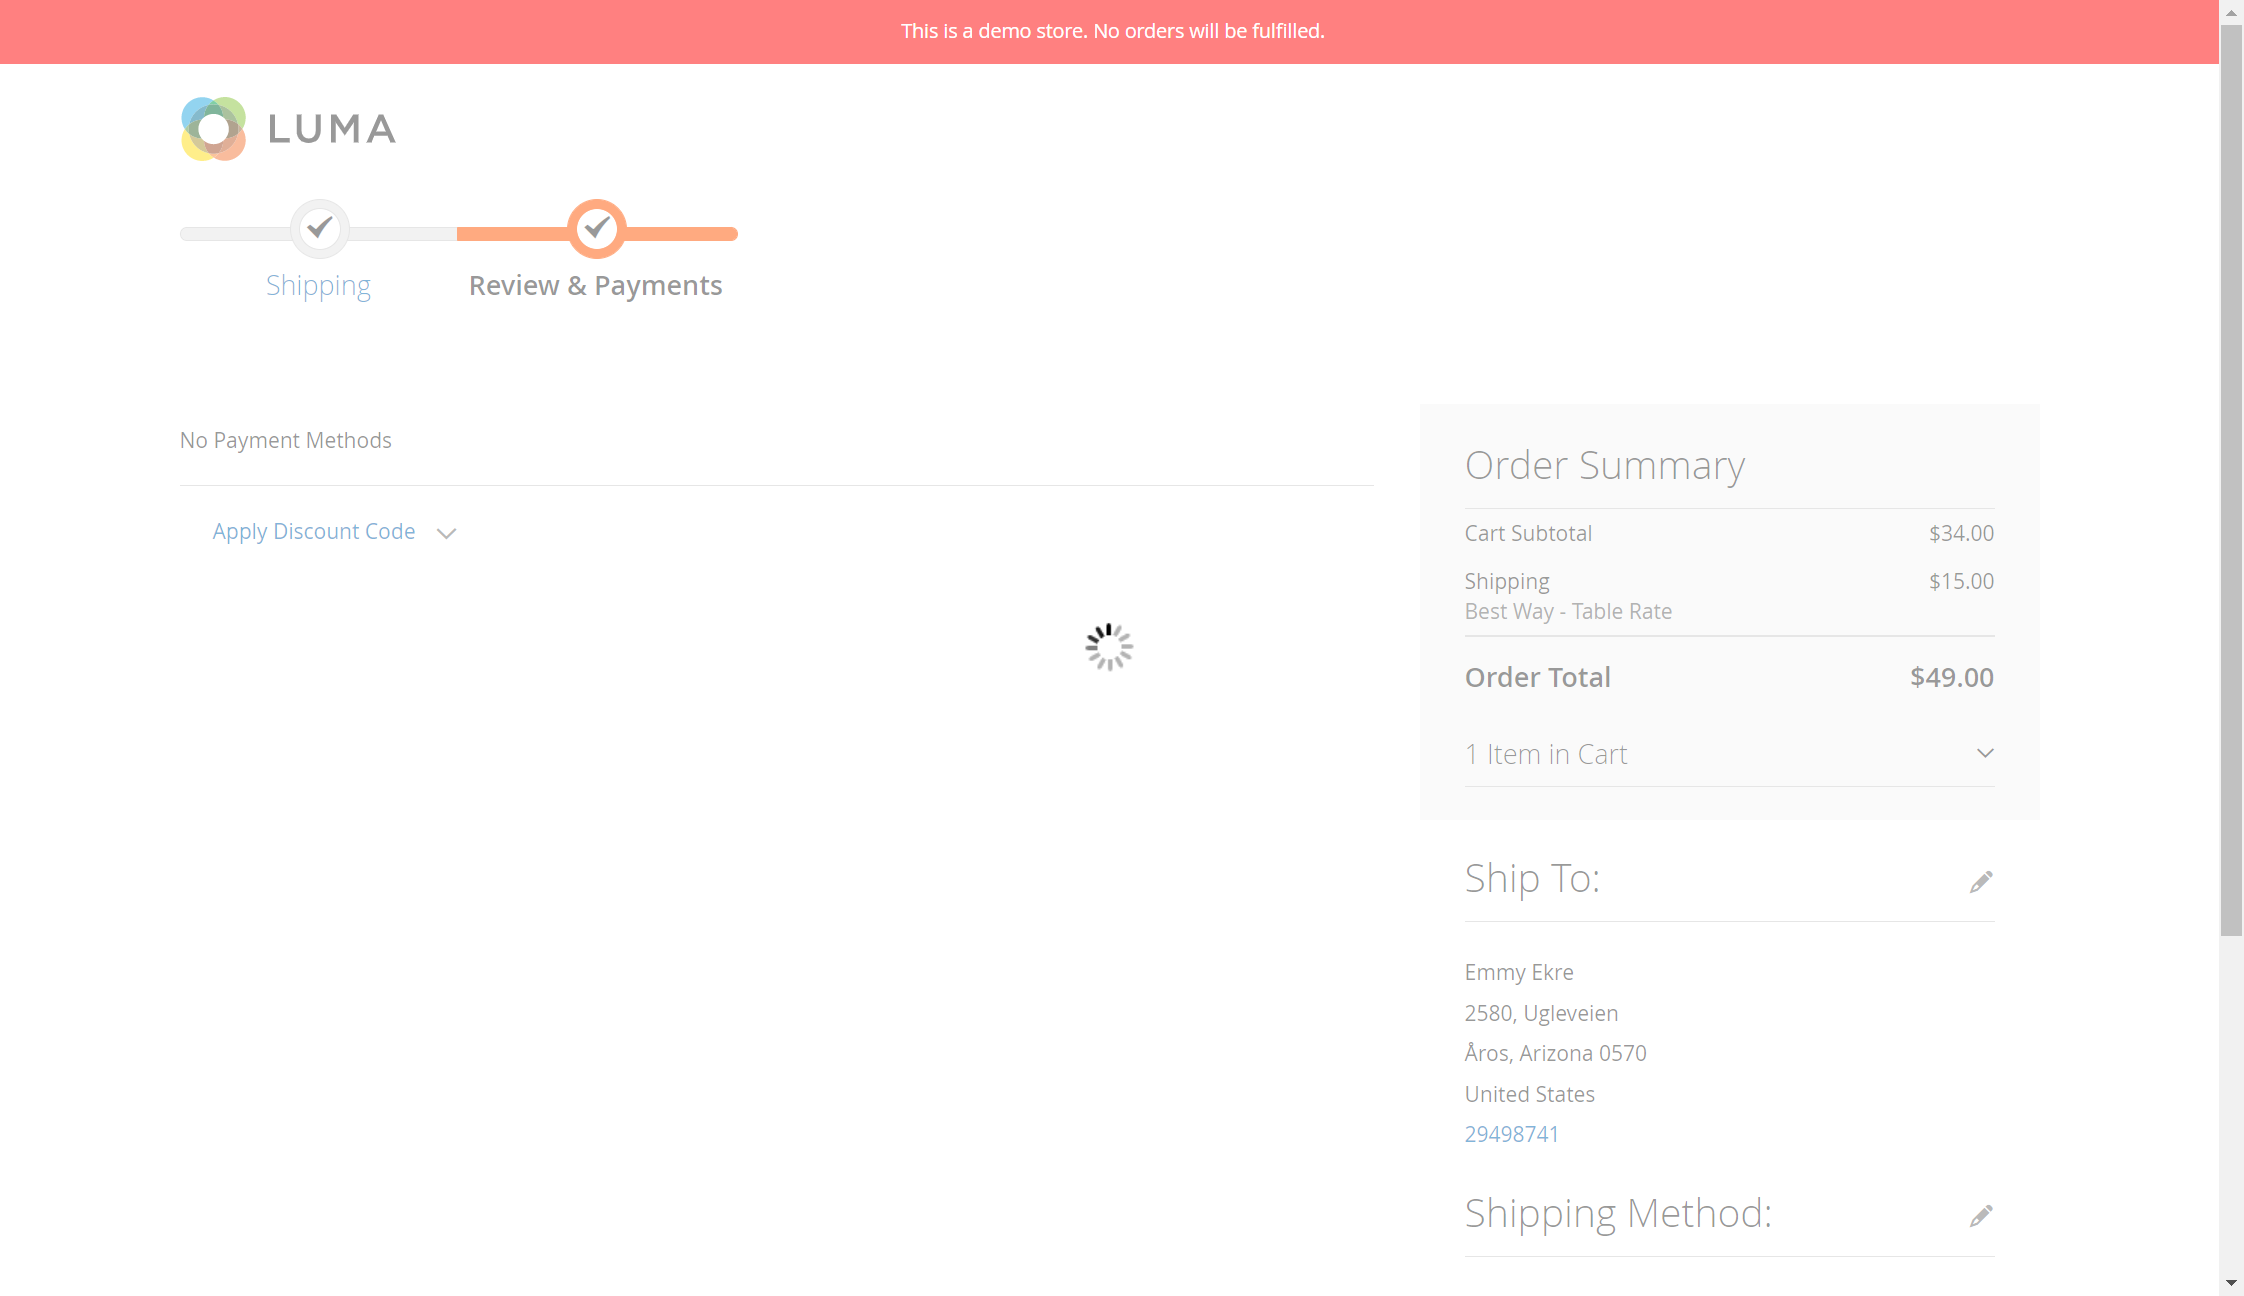 This is a demo store. No orders will be fulfilled.
LUMA
Shipping
Review & Payments
No Payment Methods
Apply Discount Code
Order Summary
Cart Subtotal $34.00
Shipping $15.00
Best Way - Table Rate
Order Total $49.00
1 Item in Cart
Ship To:
Emmy Ekre
2580, Ugleveien
Åros, Arizona 0570
United States
29498741
Shipping Method: